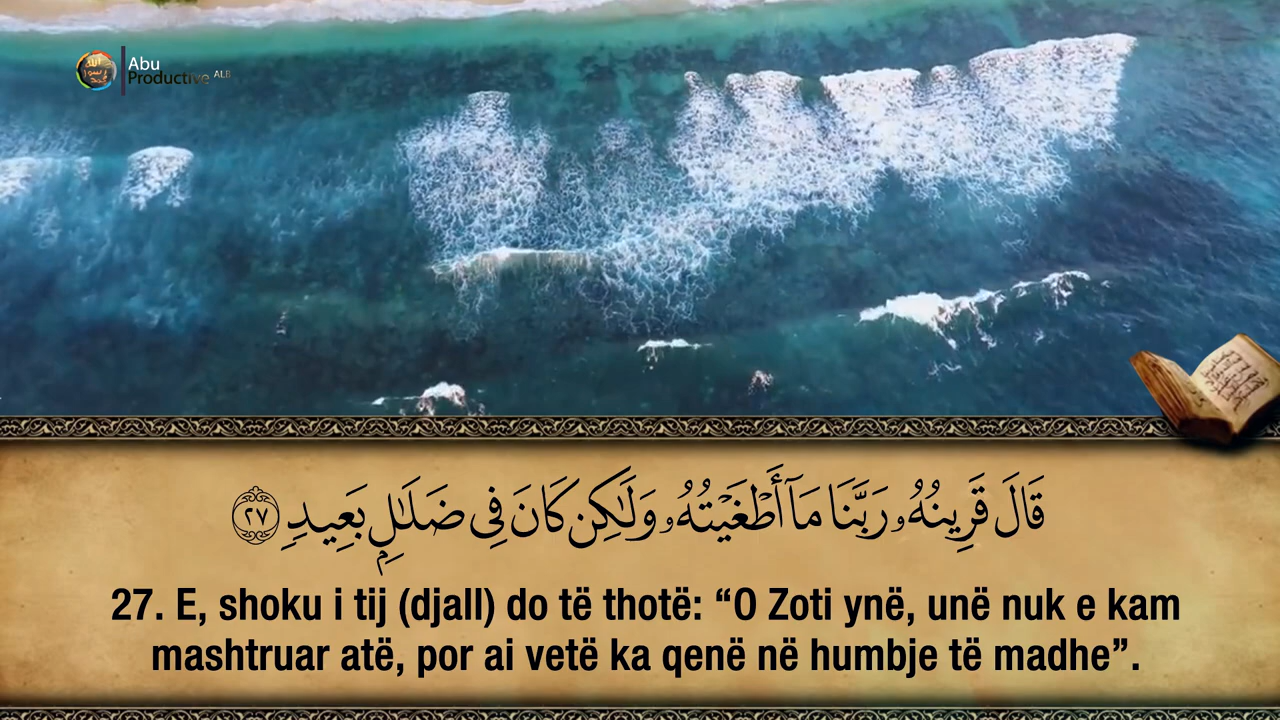 Abu
Productive ALB
قَالَ قَرِينُهُۥ رَبَّنَا مَآ أَطْغَيْتُهُۥ وَلَٰكِن كَانَ فِى ضَلَٰلٍۭ بَعِيدٍ ٢٧
27. E, shoku i tij (djall) do të thotë: “O Zoti ynë, unë nuk e kam
mashtruar atë, por ai vetë ka qenë në humbje të madhe”.